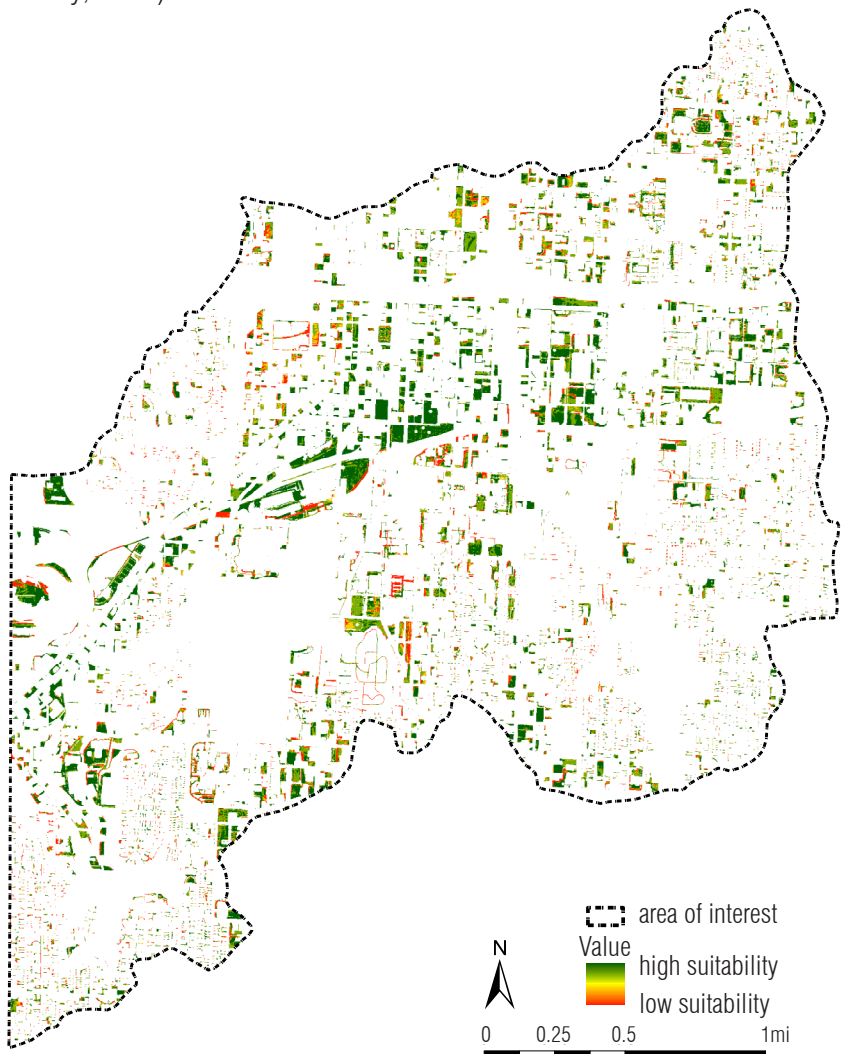 area of interest
N
Value
high suitability
low suitability
0 0.25 0.5 1mi